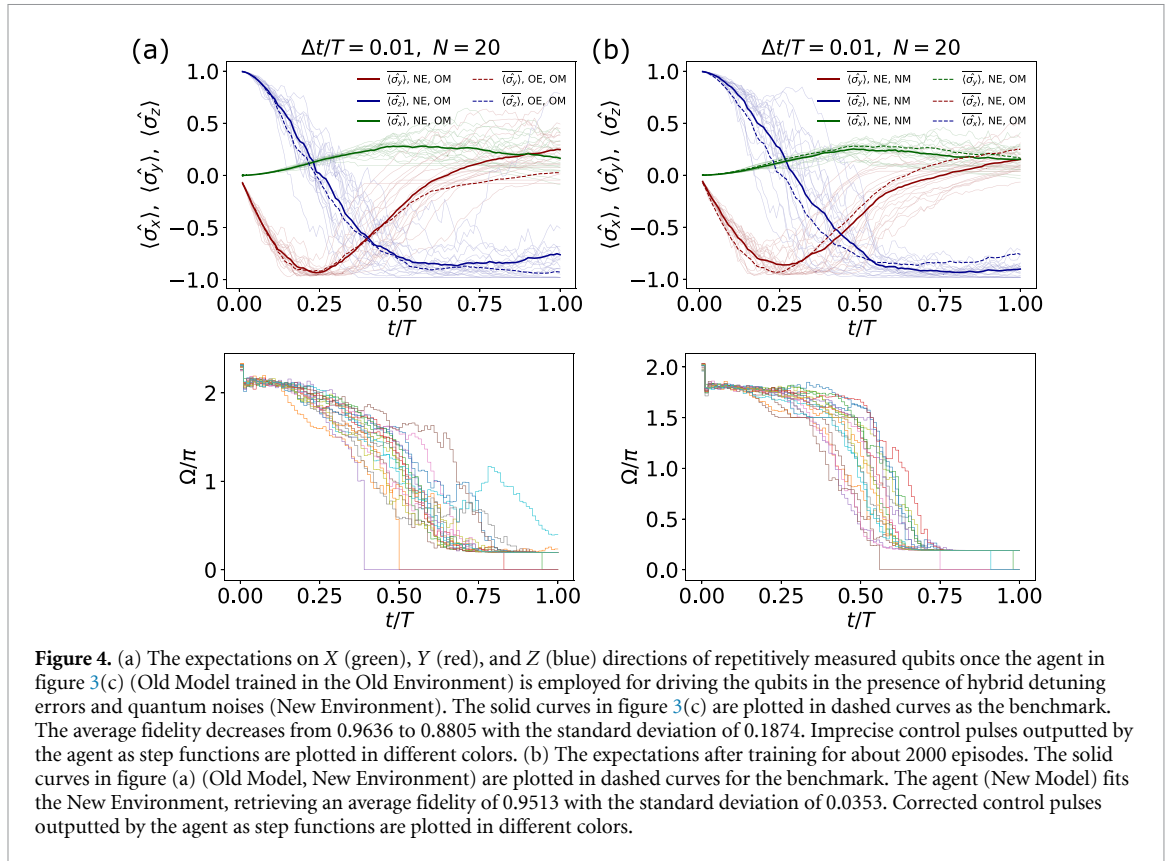 (a)
Δt/T = 0.01, N = 20
⟨σ̂x⟩, ⟨σ̂y⟩, ⟨σ̂z⟩
1.0
0.5
0.0
−0.5
−1.0
⟨σ̂y⟩, NE, OM
⟨σ̂z⟩, NE, OM
⟨σ̂x⟩, NE, OM
⟨σ̂y⟩, OE, OM
⟨σ̂z⟩, OE, OM
0.00 0.25 0.50 0.75 1.00
t/T
(b)
Δt/T = 0.01, N = 20
⟨σ̂x⟩, ⟨σ̂y⟩, ⟨σ̂z⟩
1.0
0.5
0.0
−0.5
−1.0
⟨σ̂y⟩, NE, NM
⟨σ̂z⟩, NE, NM
⟨σ̂x⟩, NE, NM
⟨σ̂y⟩, NE, OM
⟨σ̂z⟩, NE, OM
⟨σ̂x⟩, NE, OM
0.00 0.25 0.50 0.75 1.00
t/T
Ω/π
2
1
0
0.00 0.25 0.50 0.75 1.00
t/T
Ω/π
2.0
1.5
1.0
0.5
0.0
0.00 0.25 0.50 0.75 1.00
t/T
Figure 4. (a) The expectations on X (green), Y (red), and Z (blue) directions of repetitively measured qubits once the agent in
figure 3(c) (Old Model trained in the Old Environment) is employed for driving the qubits in the presence of hybrid detuning
errors and quantum noises (New Environment). The solid curves in figure 3(c) are plotted in dashed curves as the benchmark.
The average fidelity decreases from 0.9636 to 0.8805 with the standard deviation of 0.1874. Imprecise control pulses outputted by
the agent as step functions are plotted in different colors. (b) The expectations after training for about 2000 episodes. The solid
curves in figure (a) (Old Model, New Environment) are plotted in dashed curves for the benchmark. The agent (New Model) fits
the New Environment, retrieving an average fidelity of 0.9513 with the standard deviation of 0.0353. Corrected control pulses
outputted by the agent as step functions are plotted in different colors.